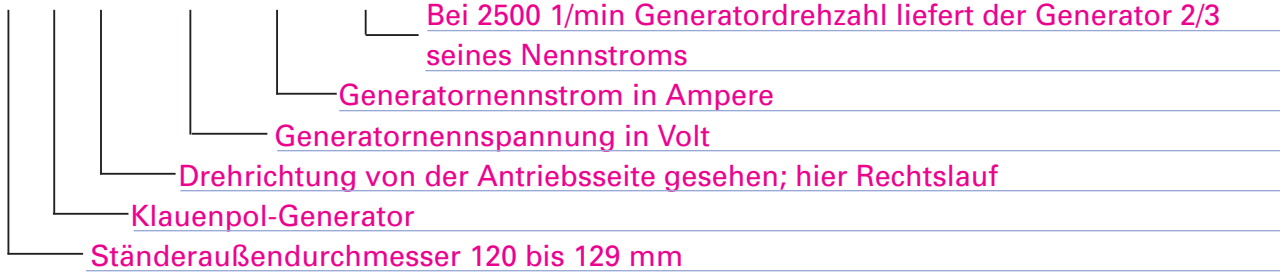 Bei 2500 1/min Generatordrehzahl liefert der Generator 2/3
seines Nennstroms
Generatornennstrom in Ampere
Generatornennspannung in Volt
Drehrichtung von der Antriebsseite gesehen; hier Rechtslauf
Klauenpol-Generator
Ständeraußendurchmesser 120 bis 129 mm